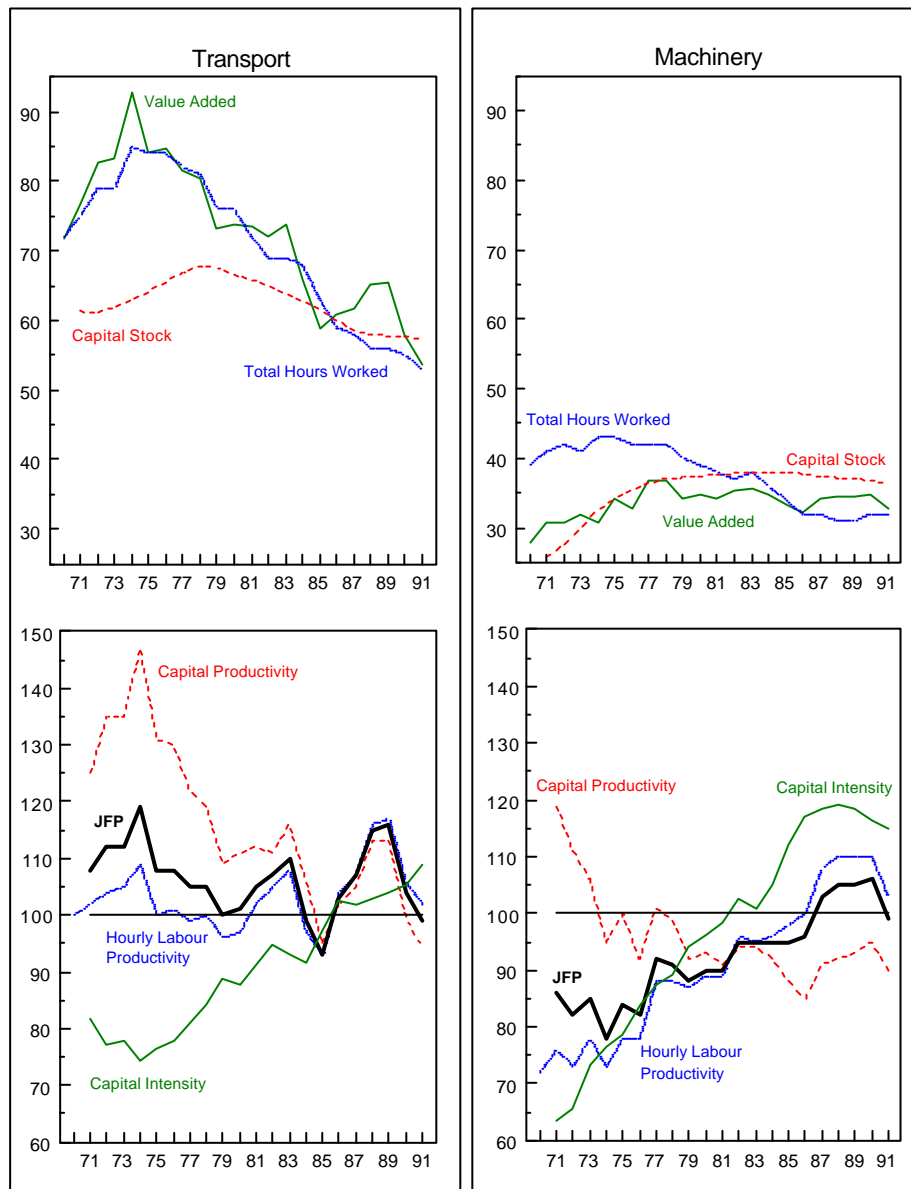 Transport
90
80
70
60
50
40
30
Value Added
Capital Stock
Total Hours Worked
71 73 75 77 79 81 83 85 87 89 91
Machinery
90
80
70
60
50
40
30
Total Hours Worked
Capital Stock
Value Added
71 73 75 77 79 81 83 85 87 89 91
150
140
130
120
110
100
90
80
70
60
Capital Productivity
JFP
Hourly Labour
Productivity
Capital Intensity
71 73 75 77 79 81 83 85 87 89 91
150
140
130
120
110
100
90
80
70
60
Capital Productivity
Capital Intensity
JFP
Hourly Labour
Productivity
71 73 75 77 79 81 83 85 87 89 91